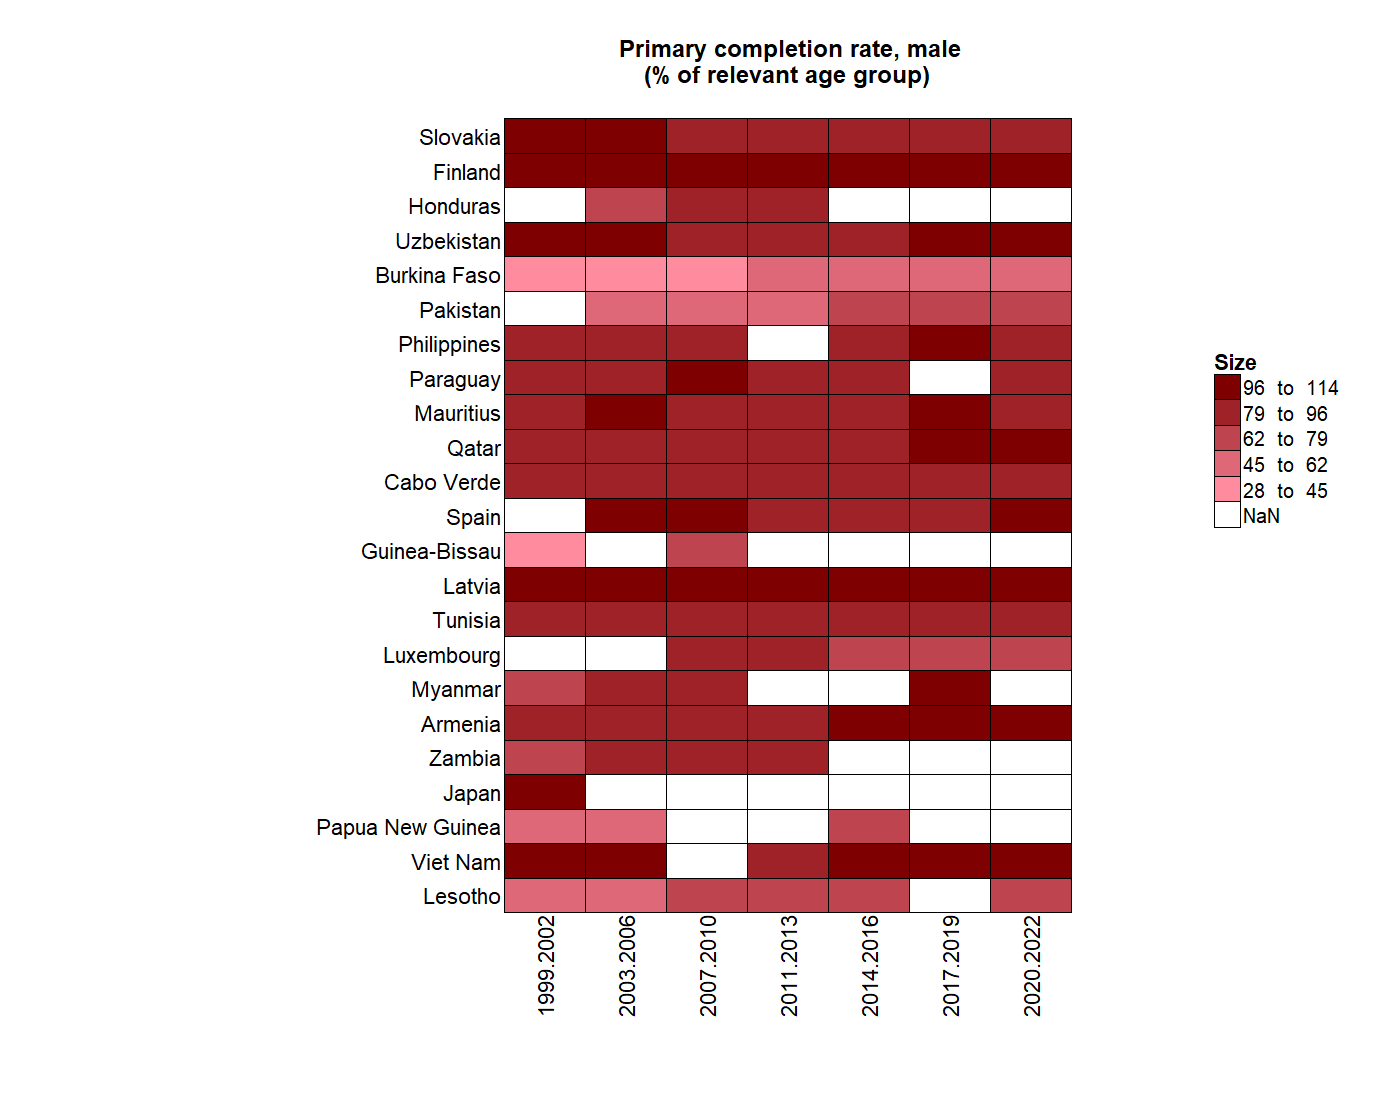 Primary completion rate, male
(% of relevant age group)
Slovakia
Finland
Honduras
Uzbekistan
Burkina Faso
Pakistan
Philippines
Paraguay
Mauritius
Qatar
Cabo Verde
Spain
Guinea-Bissau
Latvia
Tunisia
Luxembourg
Myanmar
Armenia
Zambia
Japan
Papua New Guinea
Viet Nam
Lesotho
1999.2002
2003.2006
2007.2010
2011.2013
2014.2016
2017.2019
2020.2022
Size
96 to 114
79 to 96
62 to 79
45 to 62
28 to 45
NaN